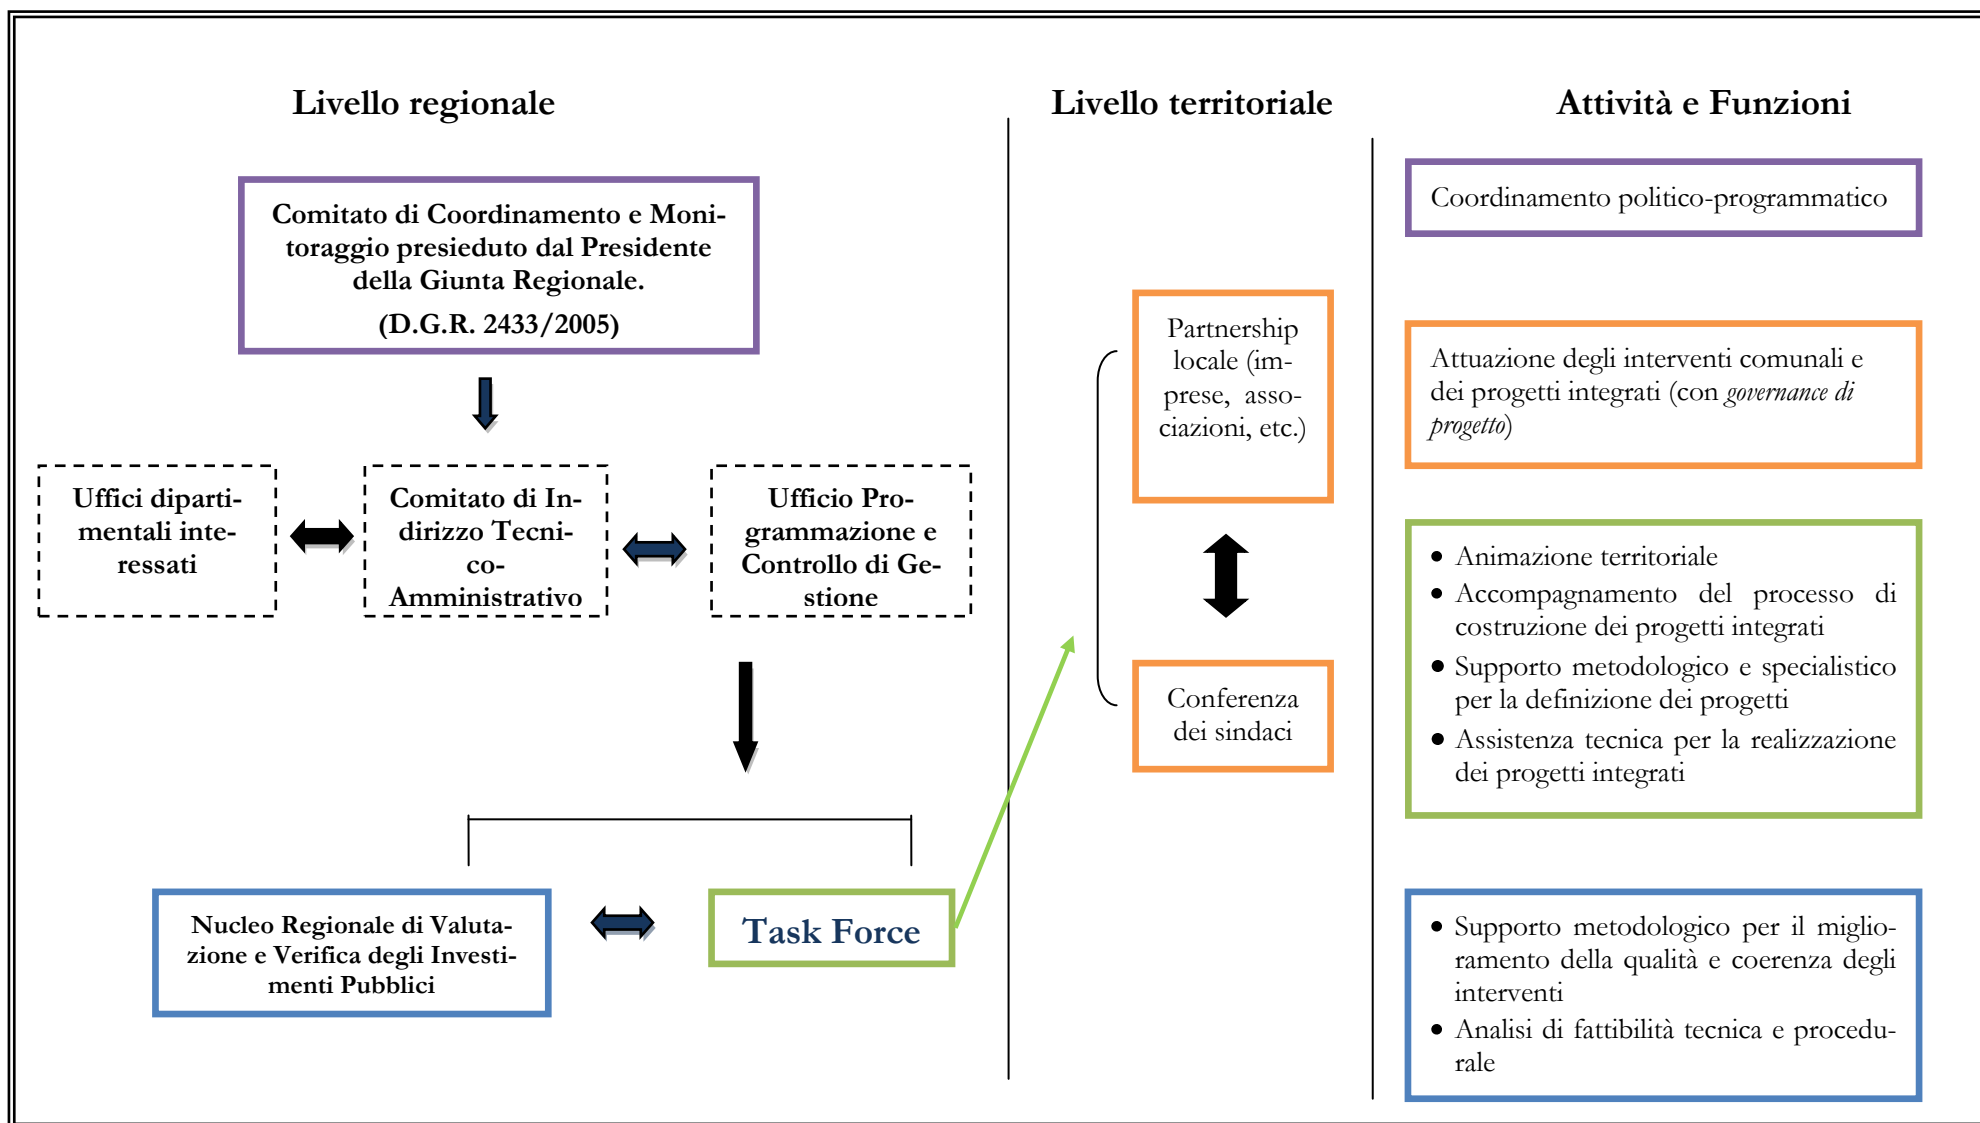 Livello regionale
Livello territoriale
Attività e Funzioni
Comitato di Coordinamento e Moni-
toraggio presieduto dal Presidente
della Giunta Regionale.
(D.G.R. 2433/2005)
Uffici diparti-
mentali inte-
ressati
Comitato di In-
dirizzo Tecni-
co-
Amministrativo
Ufficio Pro-
grammazione e
Controllo di Ge-
stione
Nucleo Regionale di Valuta-
zione e Verifica degli Investi-
menti Pubblici
Task Force
Partnership
locale (im-
prese, asso-
ciazioni, etc.)
Conferenza
dei sindaci
Coordinamento politico-programmatico
Attuazione degli interventi comunali e
dei progetti integrati (con governance di
progetto)
• Animazione territoriale
• Accompagnamento del processo di
costruzione dei progetti integrati
• Supporto metodologico e specialistico
per la definizione dei progetti
• Assistenza tecnica per la realizzazione
dei progetti integrati
• Supporto metodologico per il miglio-
ramento della qualità e coerenza degli
interventi
• Analisi di fattibilità tecnica e procedu-
rale